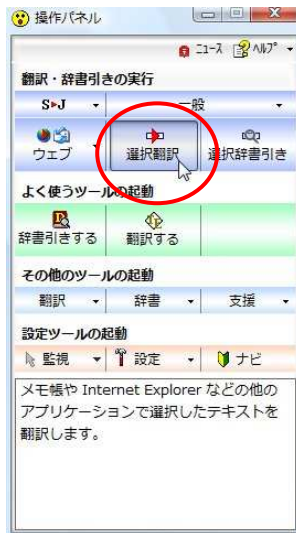 操作パネル
ﾆｭｰｽ ﾍﾙﾌﾟ
翻訳・辞書引きの実行
S▸J 一般
ウェブ 選択翻訳 選択辞書引き
よく使うツールの起動
辞書引きする 翻訳する
その他のツールの起動
翻訳 辞書 支援
設定ツールの起動
監視 設定 ナビ
メモ帳や Internet Explorer などの他の
アプリケーションで選択したテキストを
翻訳します。